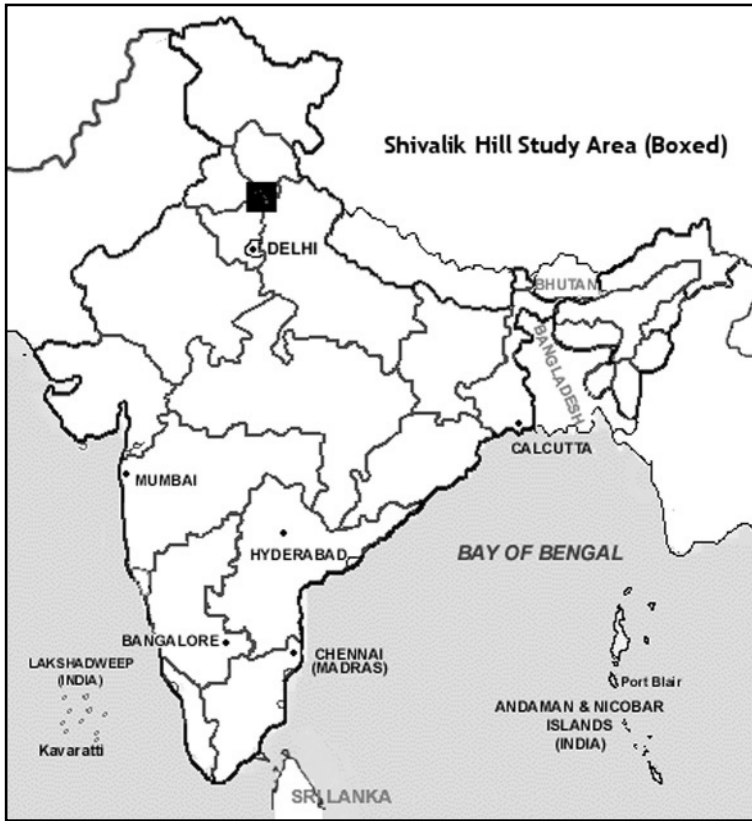 Shivalik Hill Study Area (Boxed)
DELHI
BHUTAN
BANGLADESH
CALCUTTA
MUMBAI
HYDERABAD
BAY OF BENGAL
BANGALORE
CHENNAI
(MADRAS)
LAKSHADWEEP
(INDIA)
Kavaratti
Port Blair
ANDAMAN & NICOBAR
ISLANDS
(INDIA)
SRI LANKA